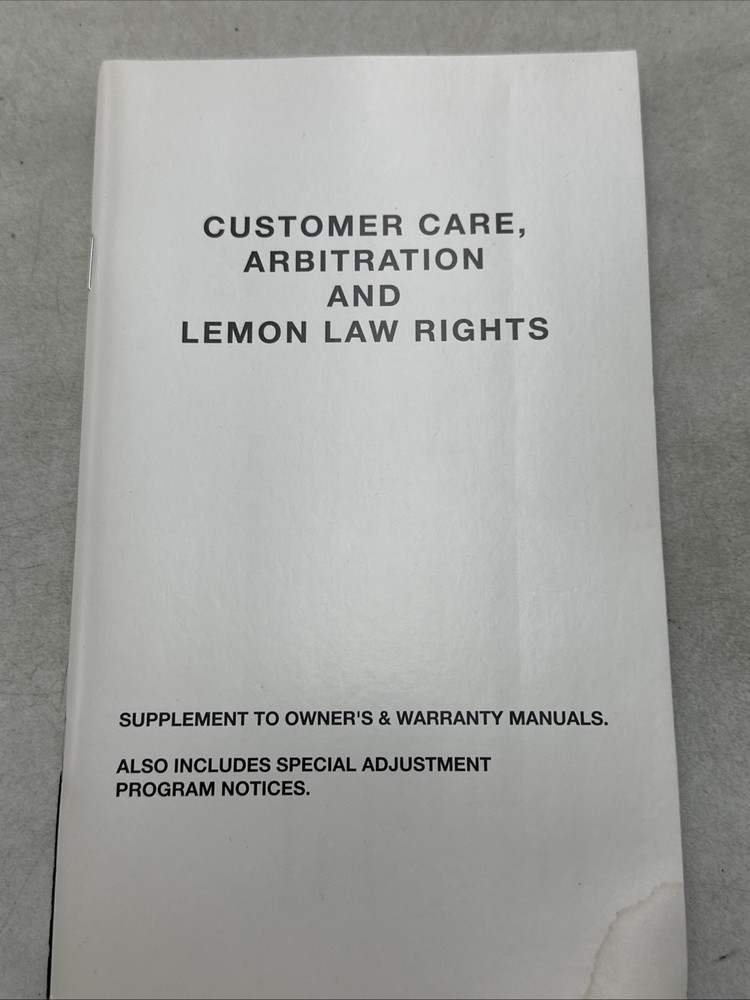 CUSTOMER CARE,
ARBITRATION
AND
LEMON LAW RIGHTS
SUPPLEMENT TO OWNER'S & WARRANTY MANUALS.
ALSO INCLUDES SPECIAL ADJUSTMENT
PROGRAM NOTICES.